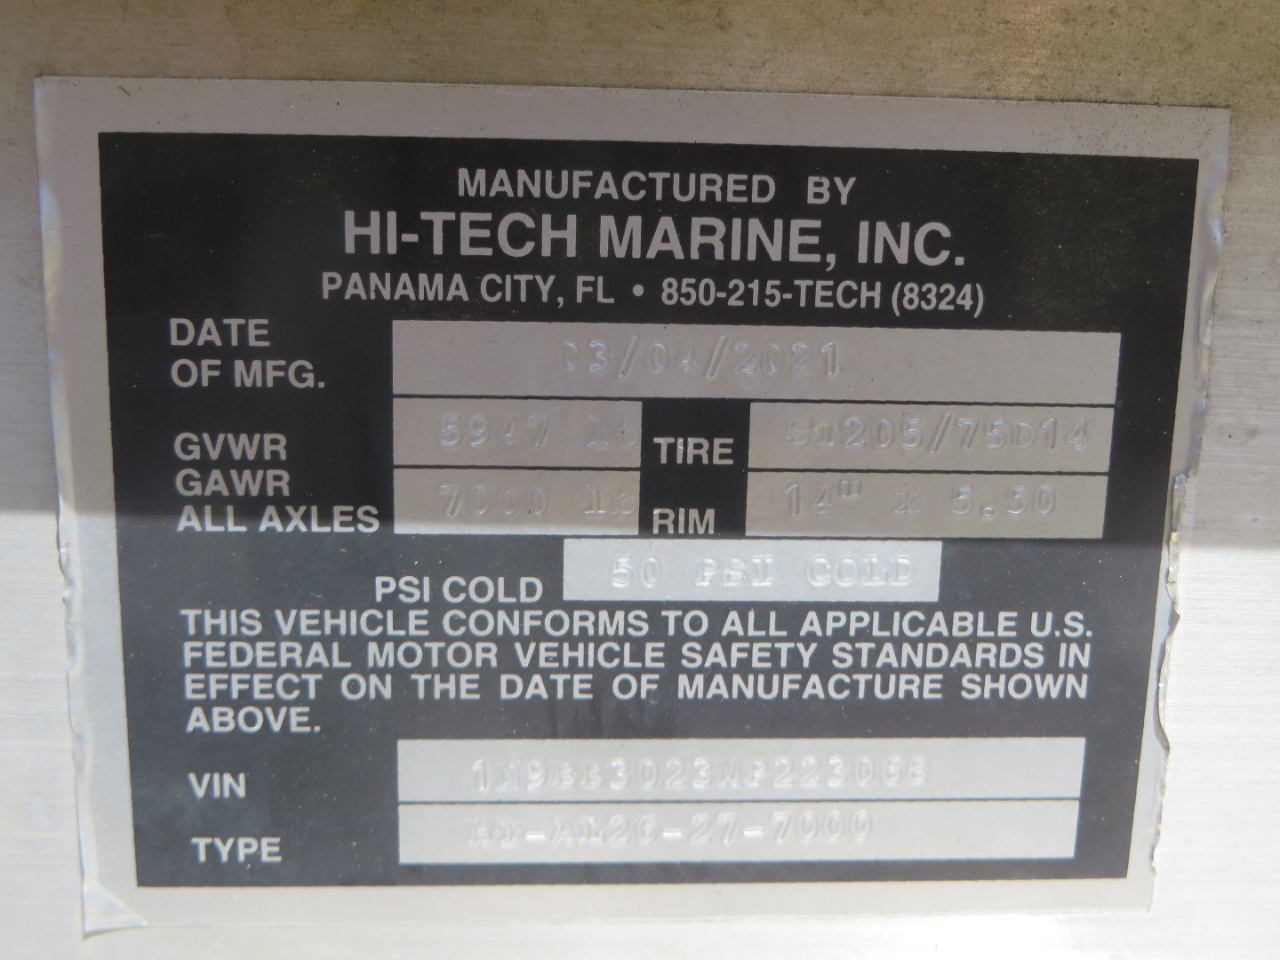 MANUFACTURED BY
HI-TECH MARINE, INC.
PANAMA CITY, FL • 850-215-TECH (8324)
DATE
OF MFG.
03/04/2021
GVWR
5947 lb
TIRE
ST205/75D14
GAWR
ALL AXLES
7000 lb
RIM
14" x 5.50
PSI COLD
50 PSI COLD
THIS VEHICLE CONFORMS TO ALL APPLICABLE U.S.
FEDERAL MOTOR VEHICLE SAFETY STANDARDS IN
EFFECT ON THE DATE OF MANUFACTURE SHOWN
ABOVE.
VIN
TYPE